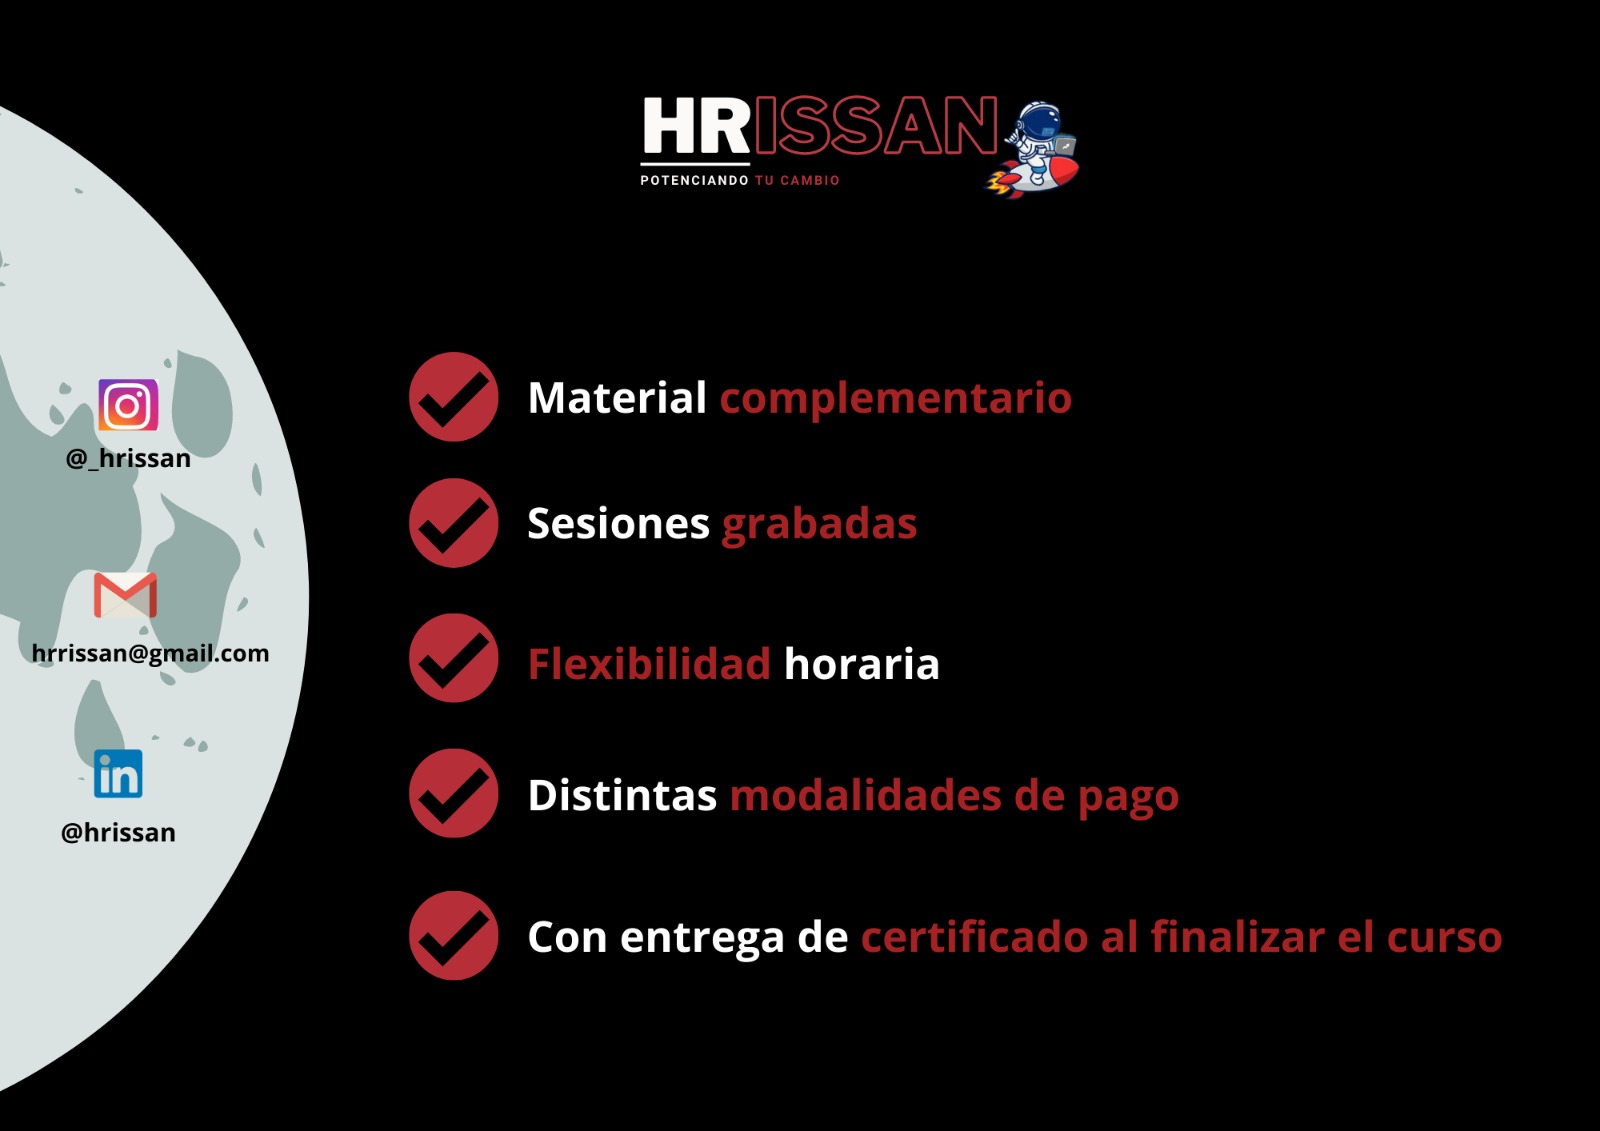 HRISSAN
POTENCIANDO TU CAMBIO
@_hrissan
hrrissan@gmail.com
in
@hrissan
Material complementario
Sesiones grabadas
Flexibilidad horaria
Distintas modalidades de pago
Con entrega de certificado al finalizar el curso